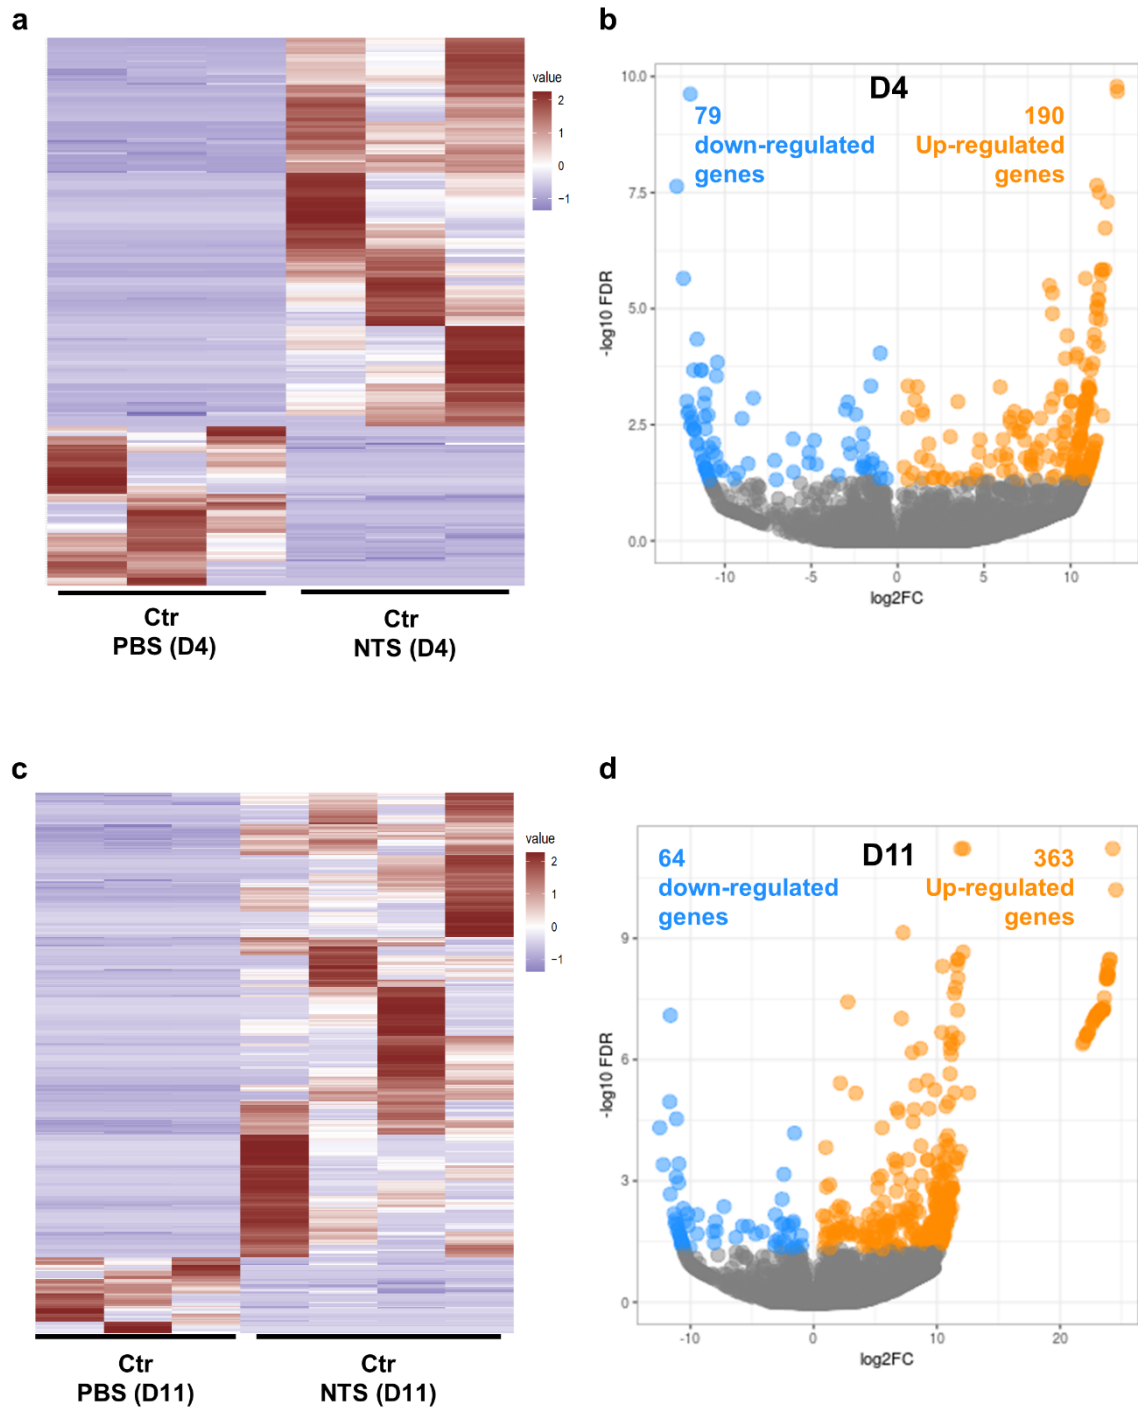 a
value
2
1
0
−1
Ctr
PBS (D4)
Ctr
NTS (D4)
b
D4
79
down-regulated
genes
190
Up-regulated
genes
10.0
7.5
5.0
2.5
0.0
-log10 FDR
-10
-5
0
5
10
log2FC
c
value
2
1
0
−1
Ctr
PBS (D11)
Ctr
NTS (D11)
d
D11
64
down-regulated
genes
363
Up-regulated
genes
9
6
3
0
-log10 FDR
-10
0
10
20
log2FC